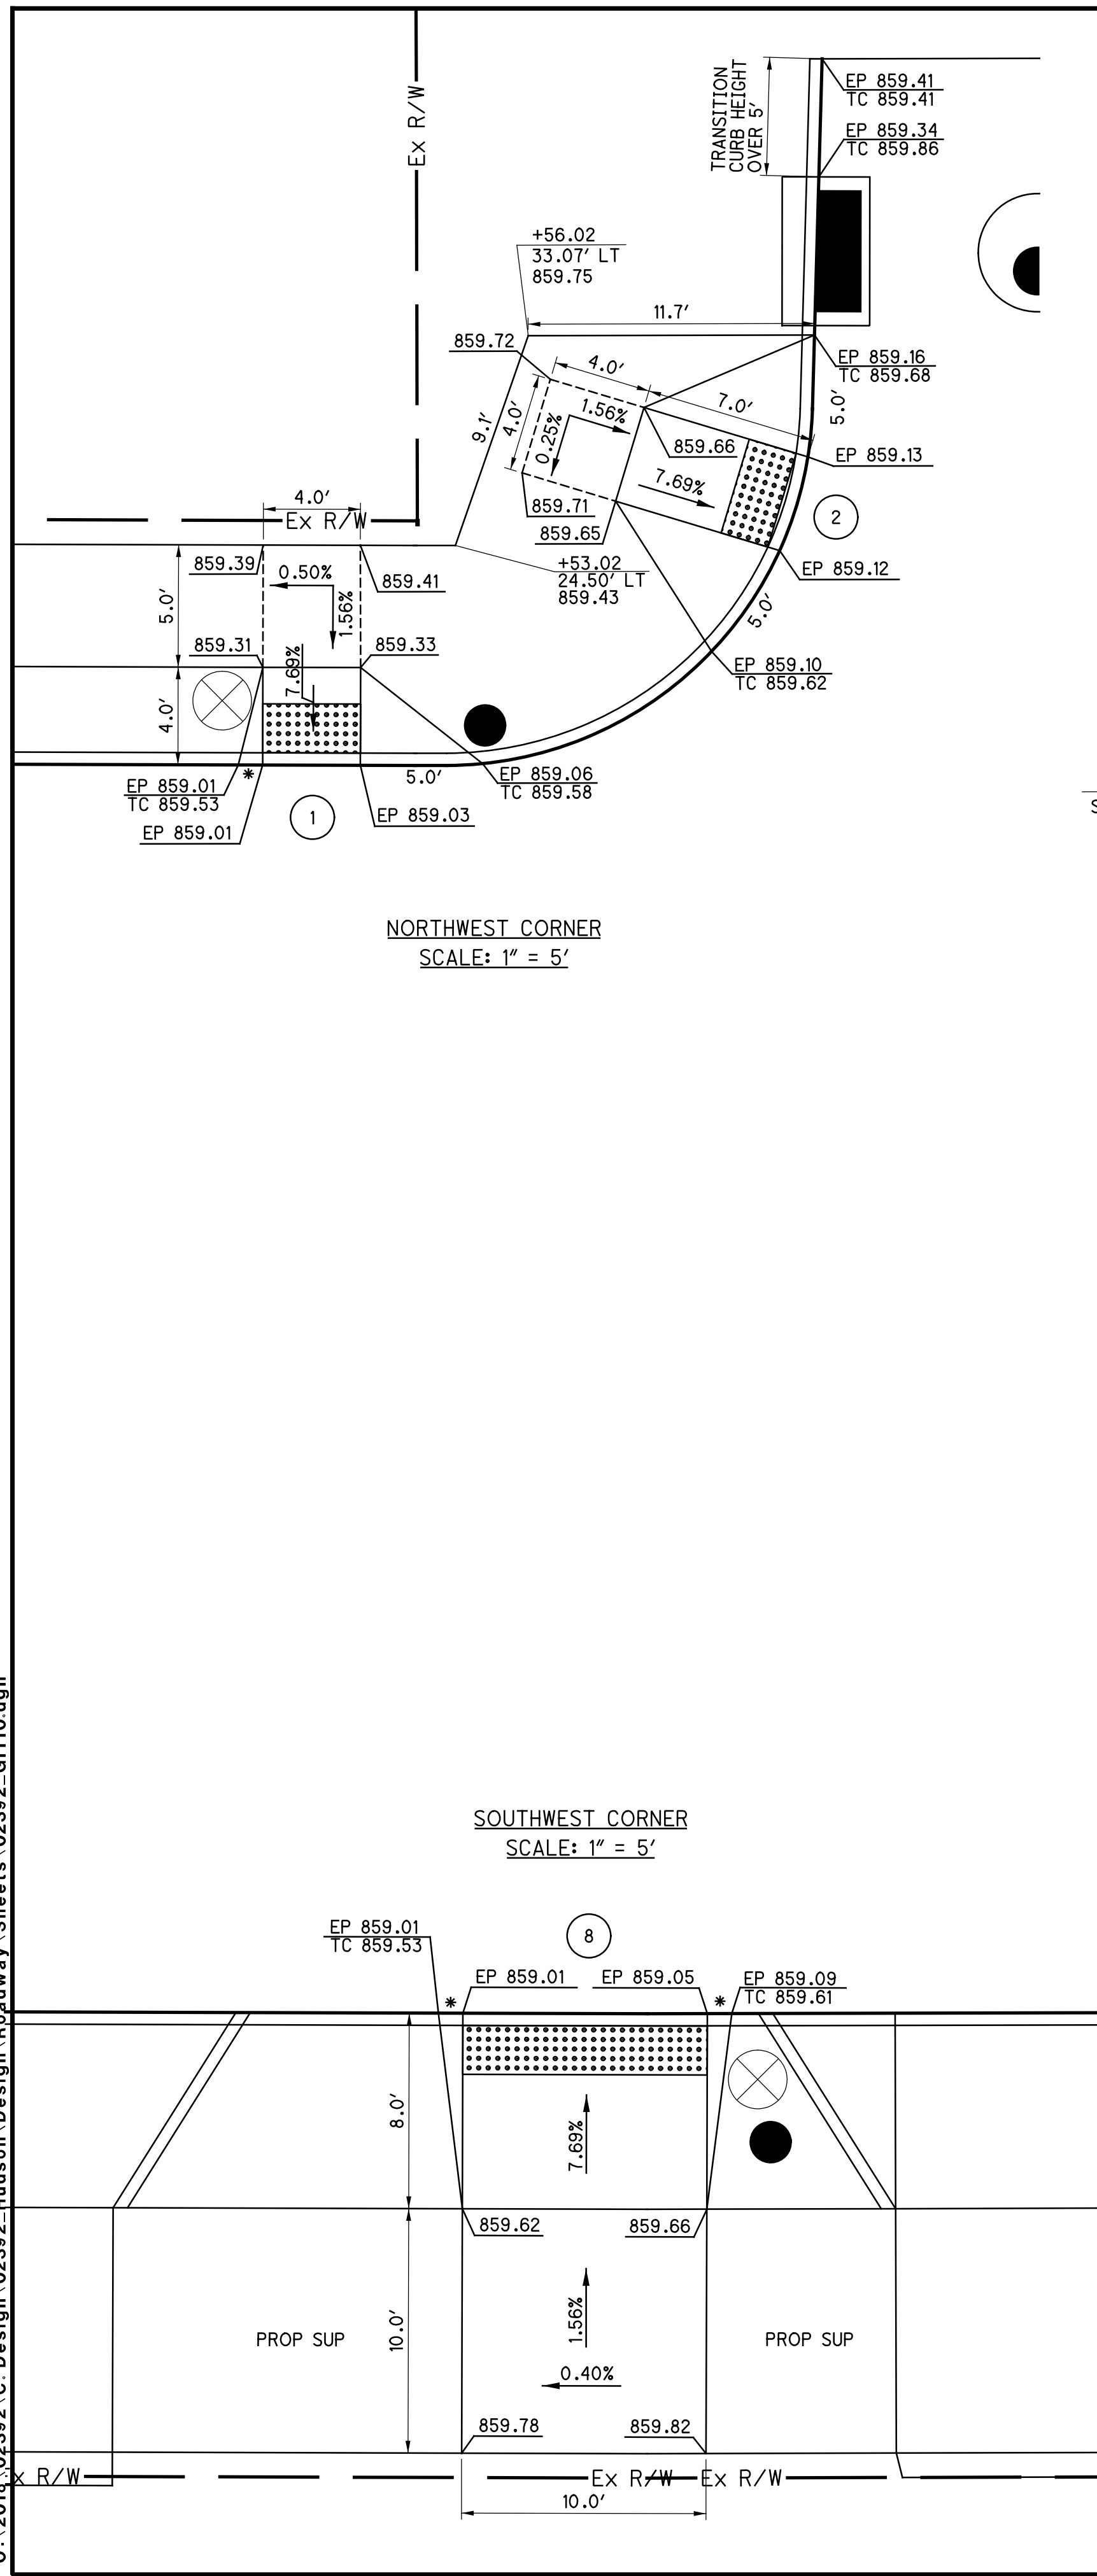 Ex R/W
TRANSITION
CURB HEIGHT
OVER 5'
EP 859.41
TC 859.41
EP 859.34
TC 859.86
+56.02
33.07' LT
859.75
11.7'
859.72
4.0'
EP 859.16
TC 859.68
7.0'
5.0'
9.1'
4.0'
1.56%
0.25%
859.66
EP 859.13
7.69%
4.0'
859.71
2
Ex R/W
859.65
859.39
0.50%
+53.02
24.50' LT
859.43
EP 859.12
859.41
5.0'
1.56%
5.0'
859.31
859.33
7.69%
EP 859.10
TC 859.62
4.0'
*
5.0'
EP 859.01
TC 859.53
EP 859.06
TC 859.58
1
EP 859.03
EP 859.01
S
NORTHWEST CORNER
SCALE: 1" = 5'
SOUTHWEST CORNER
SCALE: 1" = 5'
EP 859.01
TC 859.53
8
EP 859.01
EP 859.05
EP 859.09
TC 859.61
*
*
8.0'
7.69%
859.62
859.66
1.56%
PROP SUP
10.0'
PROP SUP
0.40%
859.78
859.82
Ex R/W
Ex R/W
Ex R/W
10.0'